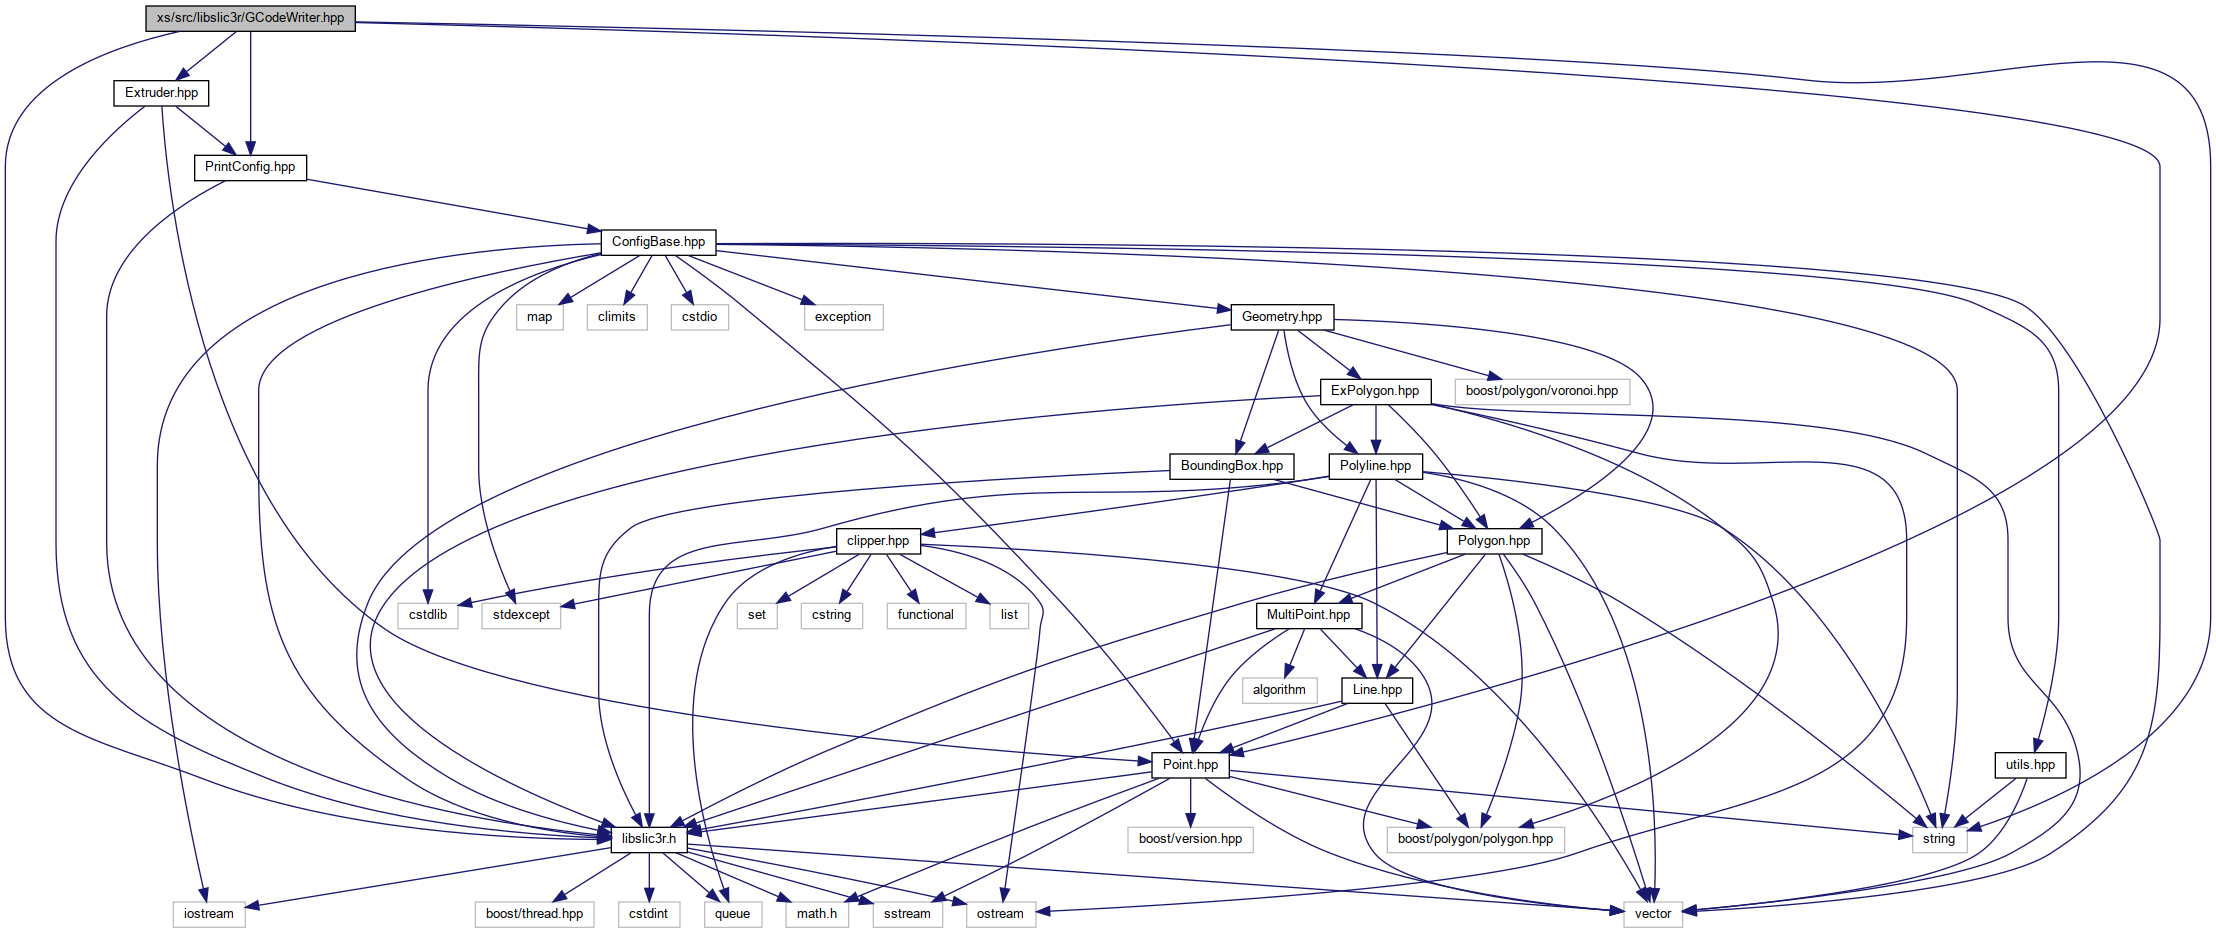 xs/src/libslic3r/GCodeWriter.hpp
Extruder.hpp
PrintConfig.hpp
ConfigBase.hpp
map
climits
cstdio
exception
Geometry.hpp
ExPolygon.hpp
boost/polygon/voronoi.hpp
BoundingBox.hpp
Polyline.hpp
clipper.hpp
Polygon.hpp
cstdlib
stdexcept
set
cstring
functional
list
MultiPoint.hpp
algorithm
Line.hpp
Point.hpp
utils.hpp
libslic3r.h
boost/version.hpp
boost/polygon/polygon.hpp
string
iostream
boost/thread.hpp
cstdint
queue
math.h
sstream
ostream
vector